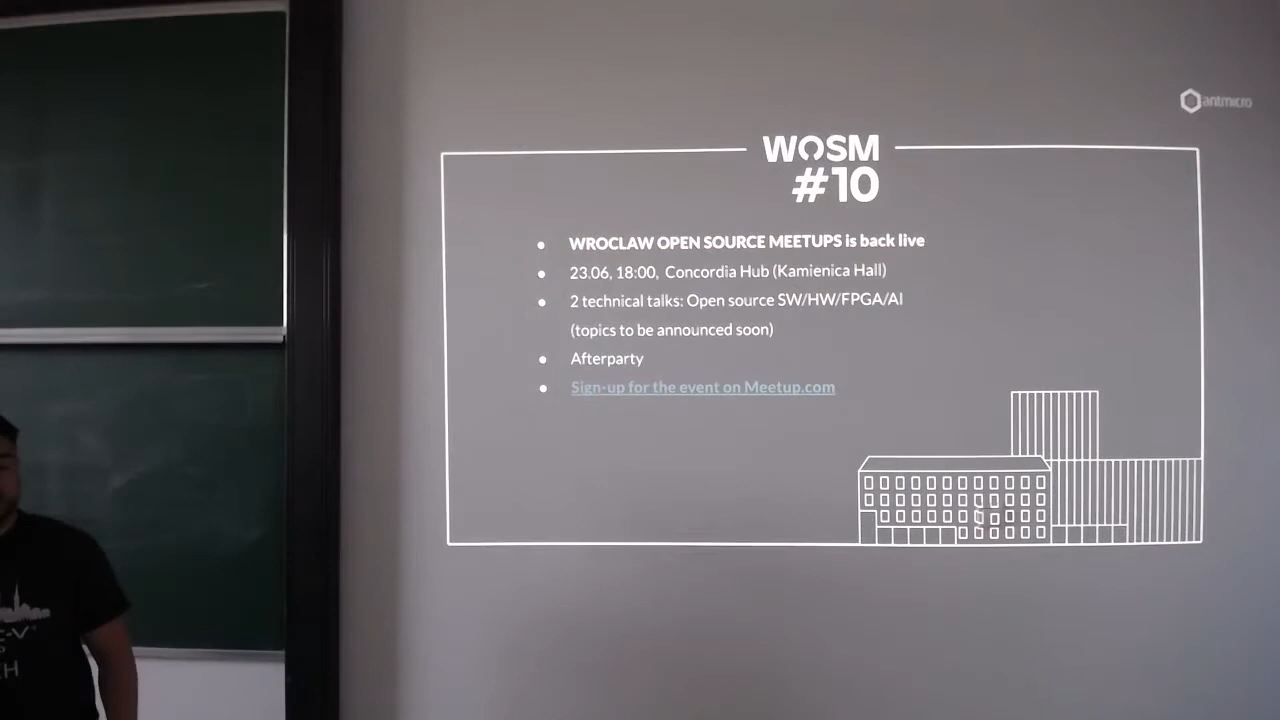 antmicro
WOSM
#10
WROCLAW OPEN SOURCE MEETUPS is back live
23.06, 18:00, Concordia Hub (Kamienica Hall)
2 technical talks: Open source SW/HW/FPGA/AI
(topics to be announced soon)
Afterparty
Sign-up for the event on Meetup.com
-V